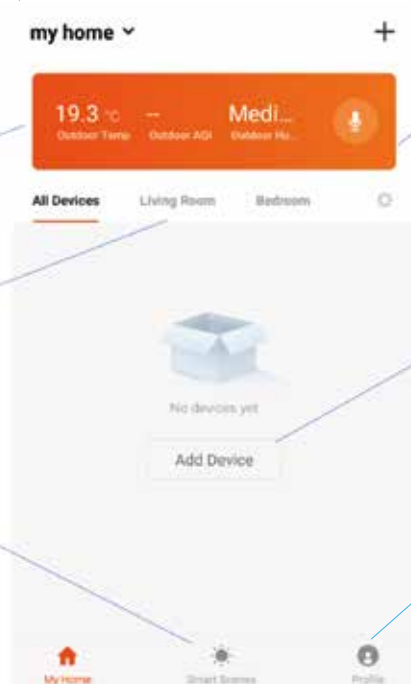 my home
19.3 °C -- Medi...
Outdoor Temp Outdoor AQI Outdoor Hu...
All Devices Living Room Bedroom
No devices yet
Add Device
My Home Smart Scenes Profile